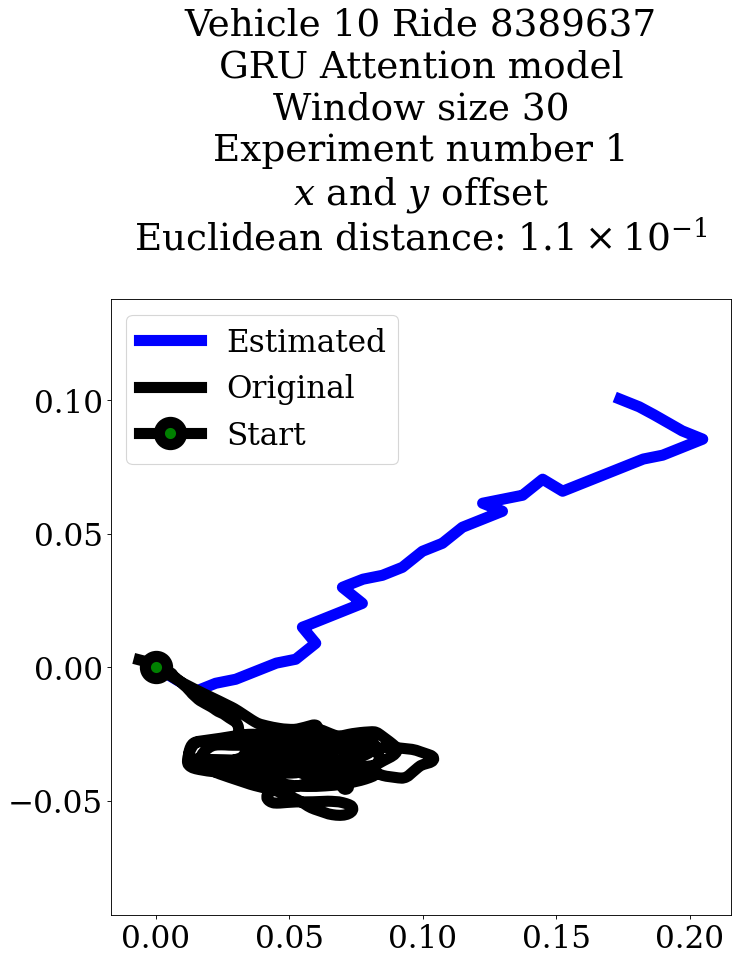 Vehicle 10 Ride 8389637
GRU Attention model
Window size 30
Experiment number 1
x and y offset
Euclidean distance: 1.1 × 10⁻¹
Estimated
Original
Start
0.10
0.05
0.00
−0.05
0.00 0.05 0.10 0.15 0.20